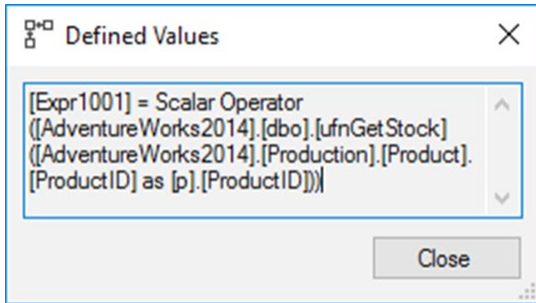 Defined Values
[Expr1001] = Scalar Operator
([AdventureWorks2014].[dbo].[ufnGetStock]
([AdventureWorks2014].[Production].[Product].
[ProductID] as [p].[ProductID]))
Close